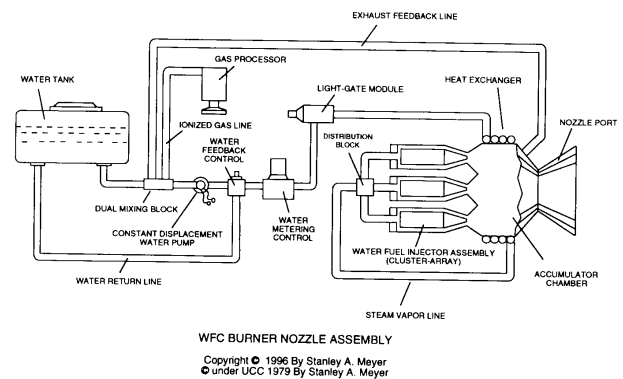 EXHAUST FEEDBACK LINE
GAS PROCESSOR
WATER TANK
LIGHT-GATE MODULE
HEAT EXCHANGER
NOZZLE PORT
IONIZED GAS LINE
WATER
FEEDBACK
CONTROL
DISTRIBUTION
BLOCK
DUAL MIXING BLOCK
CONSTANT DISPLACEMENT
WATER PUMP
WATER
METERING
CONTROL
WATER FUEL INJECTOR ASSEMBLY
(CLUSTER-ARRAY)
ACCUMULATOR
CHAMBER
WATER RETURN LINE
STEAM VAPOR LINE
WFC BURNER NOZZLE ASSEMBLY
Copyright © 1996 By Stanley A. Meyer
© under UCC 1979 By Stanley A. Meyer